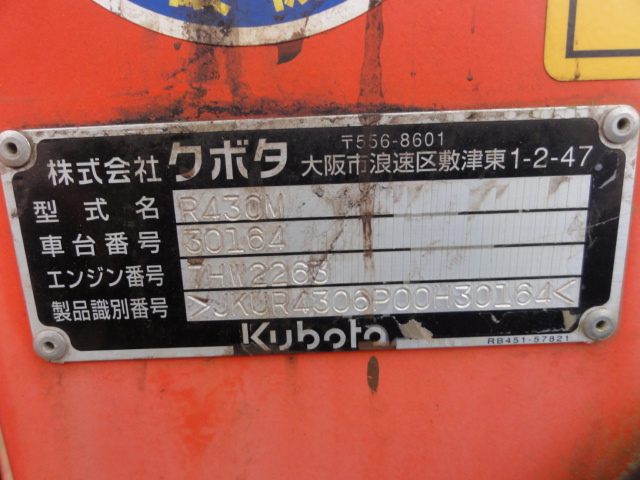 〒556-8601
株式会社 クボタ 大阪市浪速区敷津東1-2-47
型式名 R430M
車台番号 30164
エンジン番号 7HW2263
製品識別番号 >JKUR4306P00H30164<
Kubota
RB451-57821